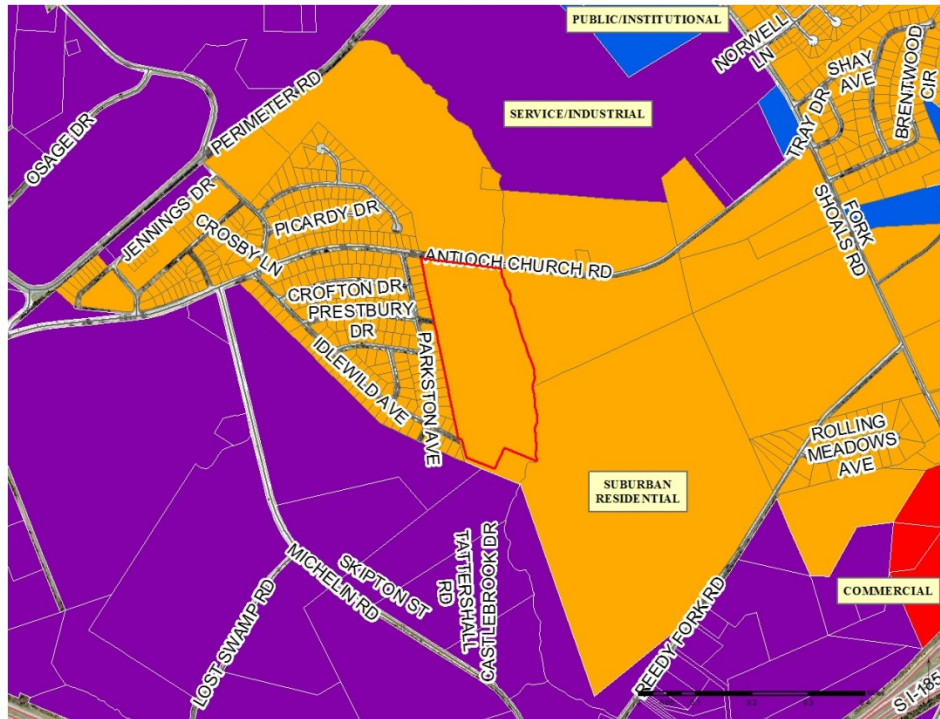 PUBLIC/INSTITUTIONAL
NORWELL
LN
SHAY
AVE
BRENTWOOD
CIR
OSAGE DR
PERIMETER RD
SERVICE/INDUSTRIAL
TRAY DR
JENNINGS DR
CROSBY LN
PICARDY DR
FORK
SHOALS RD
ANTIOCH CHURCH RD
CROFTON DR
PRESTBURY
DR
IDLEWILD AVE
PARKSTON AVE
ROLLING
MEADOWS
AVE
SUBURBAN
RESIDENTIAL
SKIPTON ST
MICHELIN RD
TATTERSHALL
RD
CASTLEBROOK DR
LOST SWAMP RD
REEDY FORK RD
COMMERCIAL
S I-185